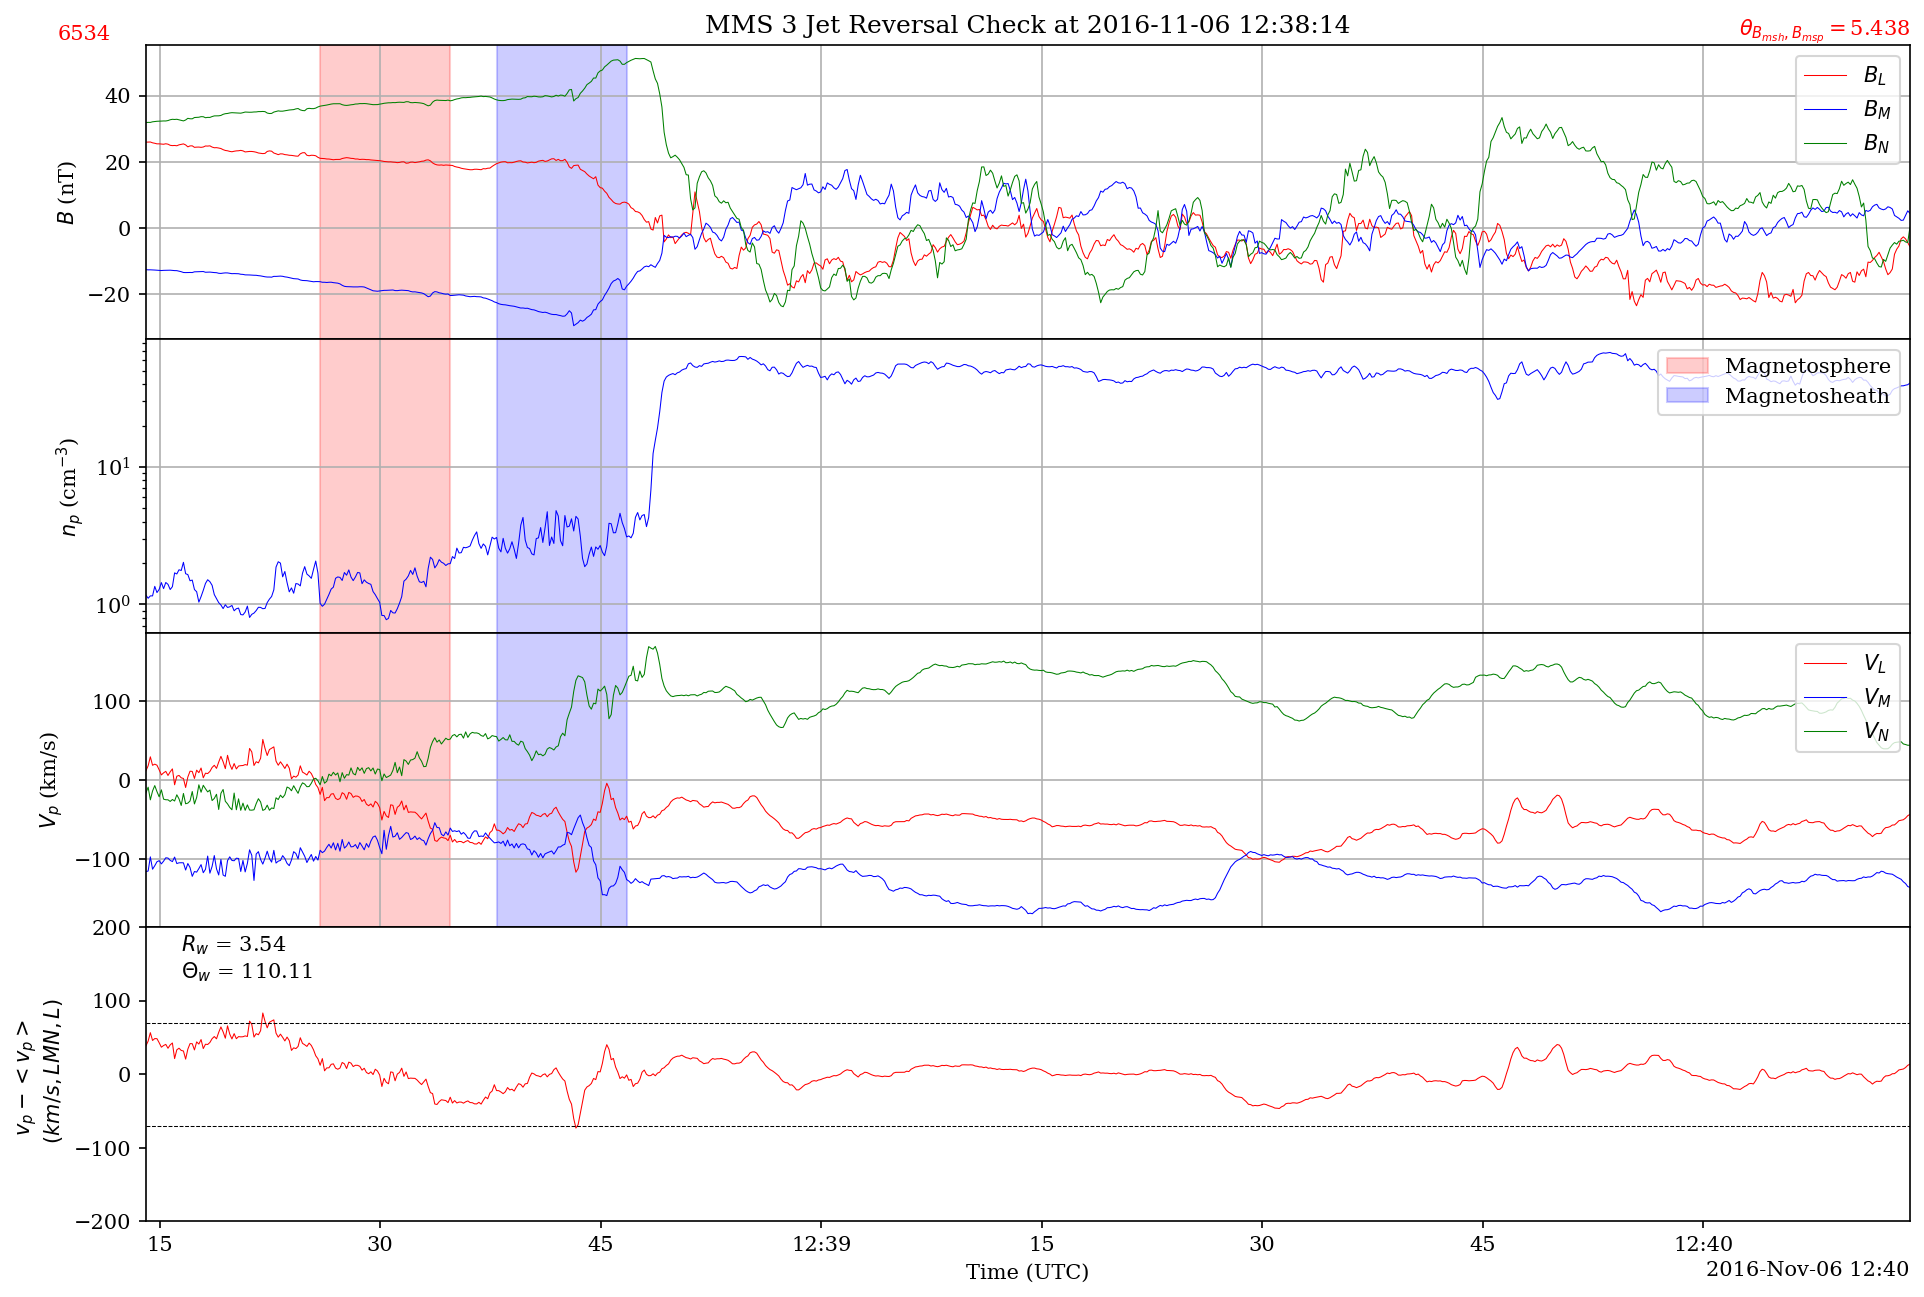 MMS 3 Jet Reversal Check at 2016-11-06 12:38:14
6534
θ_{B_{msh}, B_{msp}} = 5.438
B (nT)
40
20
0
−20
B_L
B_M
B_N
n_p (cm^{−3})
10^1
10^0
Magnetosphere
Magnetosheath
V_p (km/s)
100
0
−100
V_L
V_M
V_N
v_p − < v_p >
(km/s, LMN, L)
200
100
0
−100
−200
R_w = 3.54
Θ_w = 110.11
15
30
45
12:39
15
30
45
12:40
Time (UTC)
2016-Nov-06 12:40